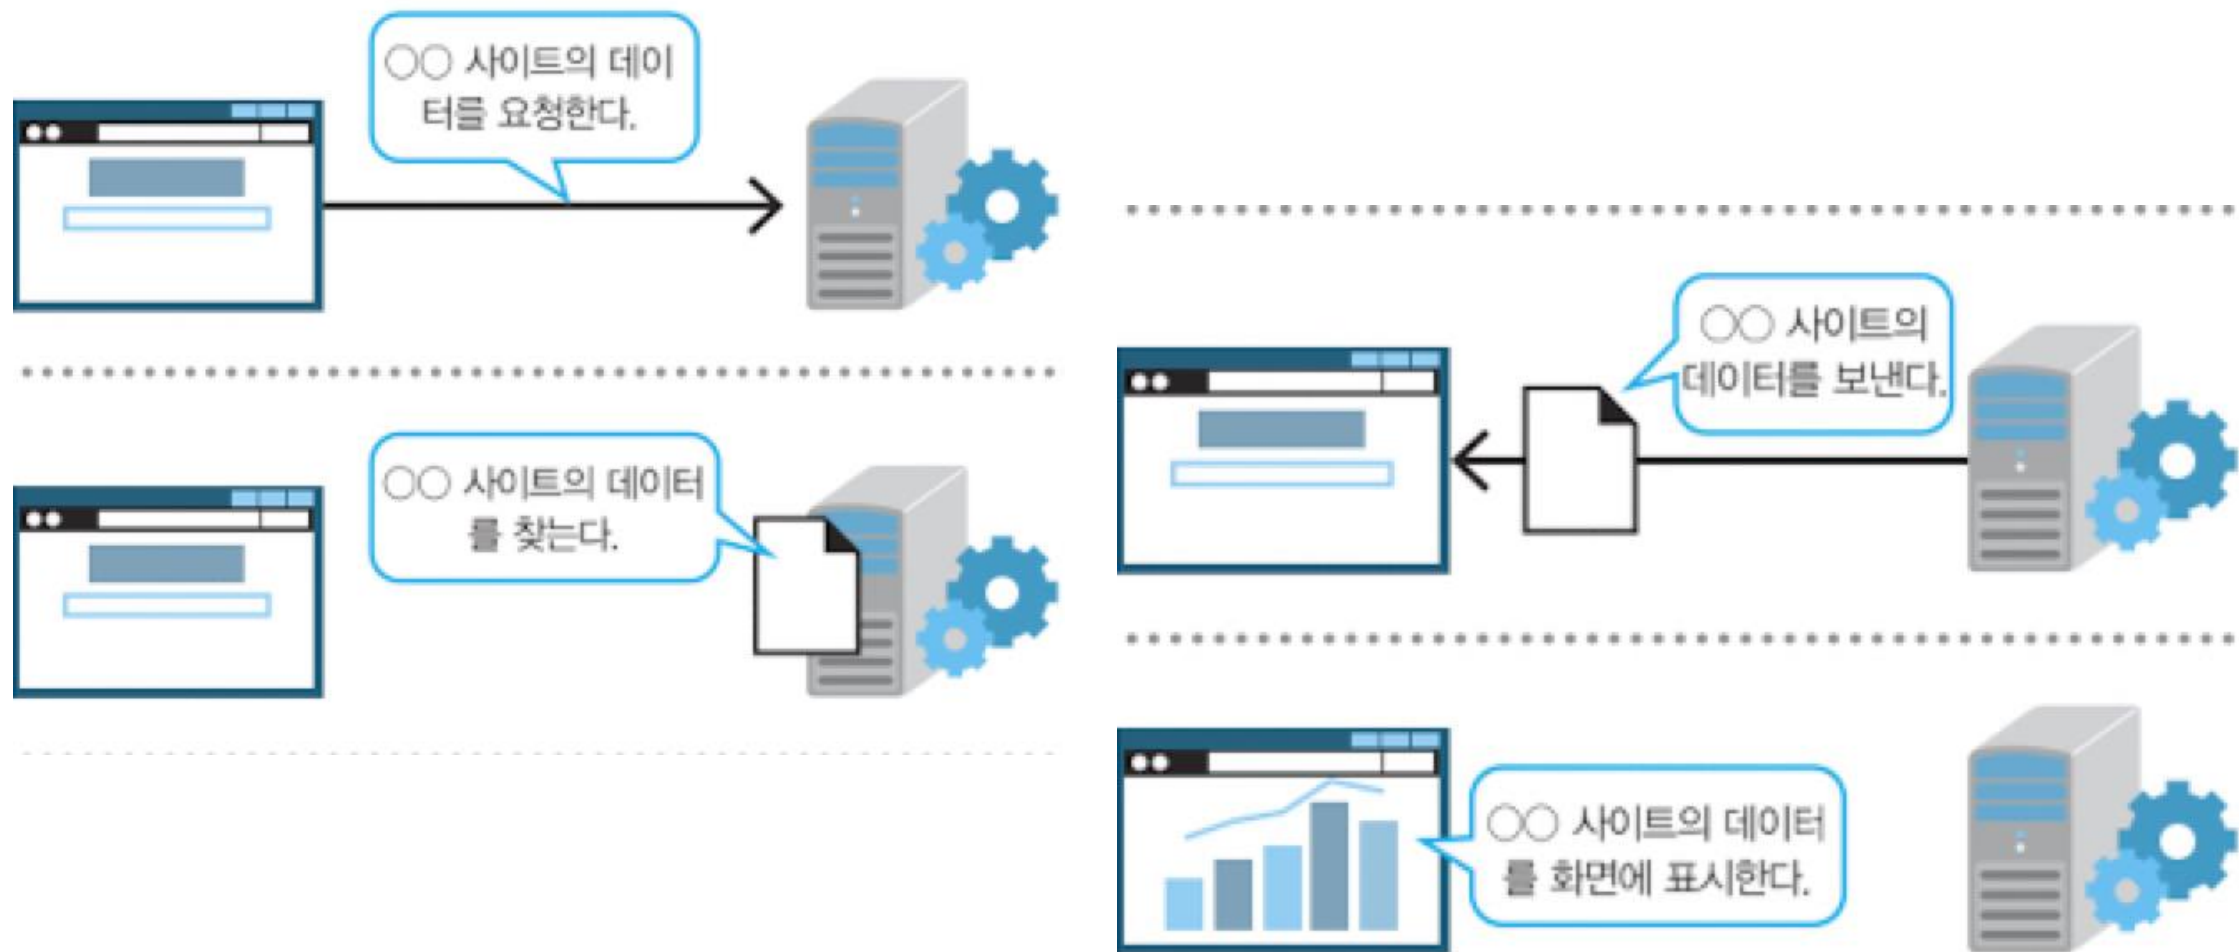 ○○ 사이트의 데이
터를 요청한다.
○○ 사이트의 데이터
를 찾는다.
○○ 사이트의
데이터를 보낸다.
○○ 사이트의 데이터
를 화면에 표시한다.